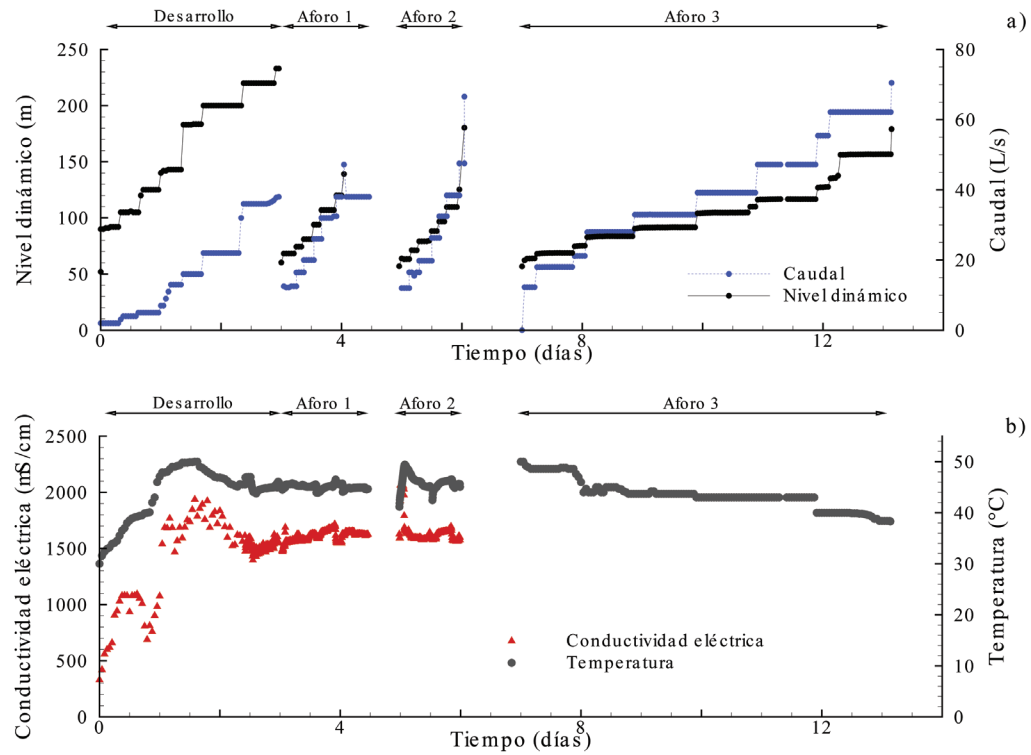 Desarrollo Aforo 1 Aforo 2 Aforo 3
a)
250 80
200 60
150
40
100
20
50
0 0
Nivel dinámico (m)
Caudal (L/s)
Caudal
Nivel dinámico
0 4 8 12
Tiempo (días)
Desarrollo Aforo 1 Aforo 2 Aforo 3
b)
2500
2000 50
1500 40
30
1000
20
500 10
0 0
Conductividad eléctrica (mS/cm)
Temperatura (°C)
Conductividad eléctrica
Temperatura
0 4 8 12
Tiempo (días)